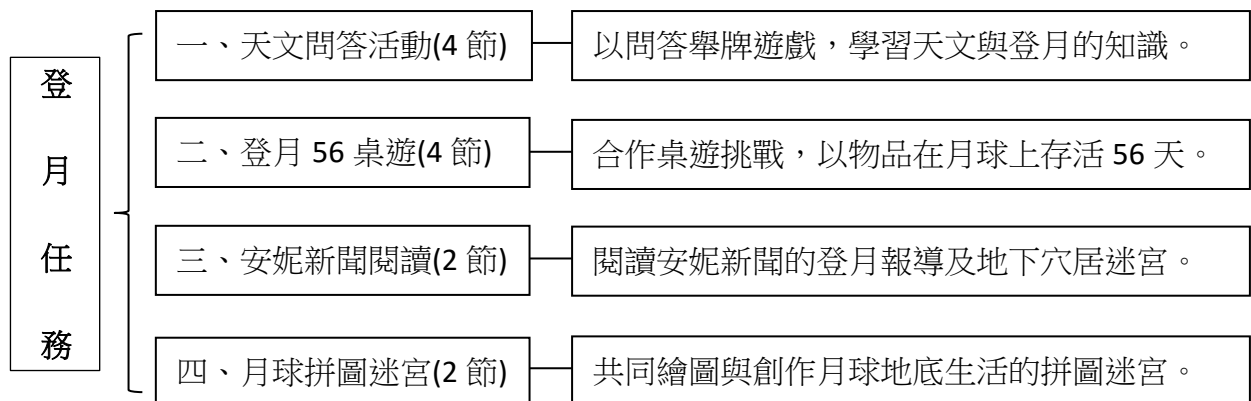 登月任務
一、天文問答活動(4 節)
以問答舉牌遊戲，學習天文與登月的知識。
二、登月 56 桌遊(4 節)
合作桌遊挑戰，以物品在月球上存活 56 天。
三、安妮新聞閱讀(2 節)
閱讀安妮新聞的登月報導及地下穴居迷宮。
四、月球拼圖迷宮(2 節)
共同繪圖與創作月球地底生活的拼圖迷宮。